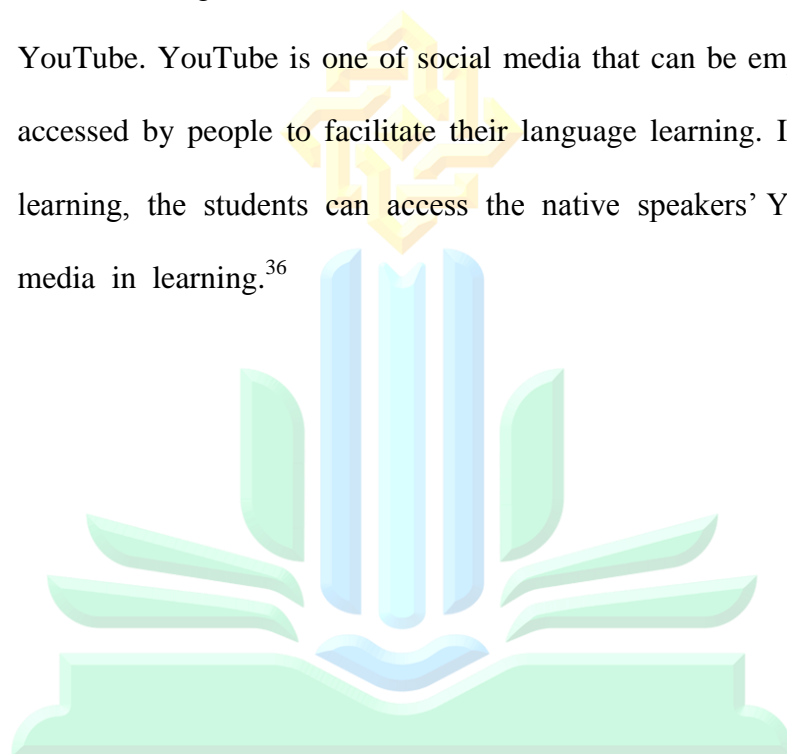 YouTube. YouTube is one of social media that can be em
accessed by people to facilitate their language learning. I
learning, the students can access the native speakers’ Y
media in learning.36